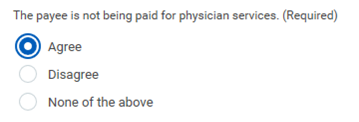 The payee is not being paid for physician services. (Required)
Agree
Disagree
None of the above